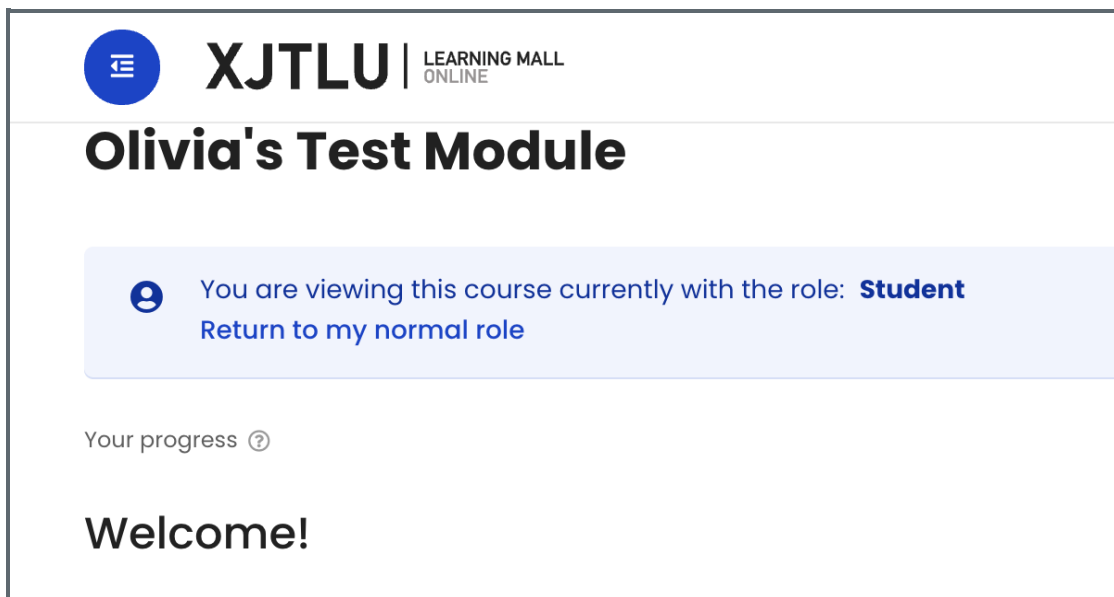 XJTLU LEARNING MALL
ONLINE
Olivia's Test Module
You are viewing this course currently with the role: Student
Return to my normal role
Your progress ?
Welcome!